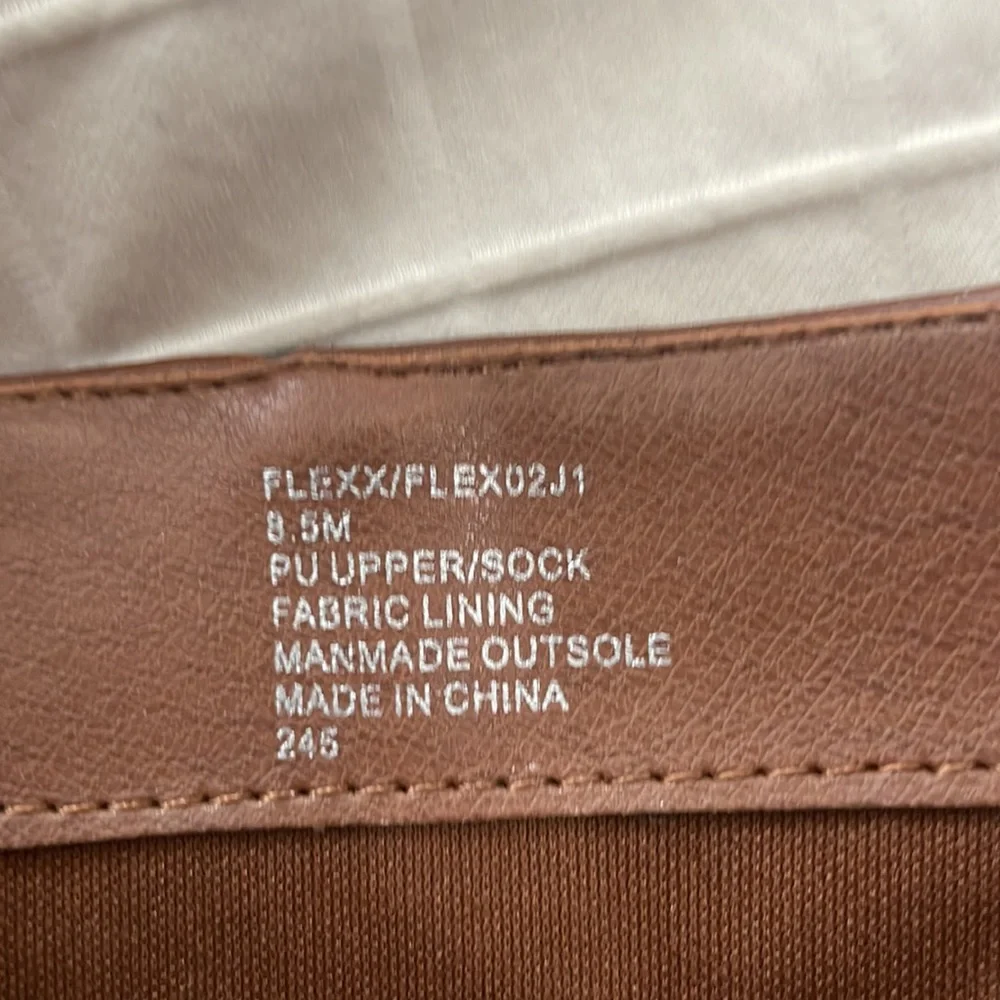 FLEXX/FLEX02J1
8.5M
PU UPPER/SOCK
FABRIC LINING
MANMADE OUTSOLE
MADE IN CHINA
245